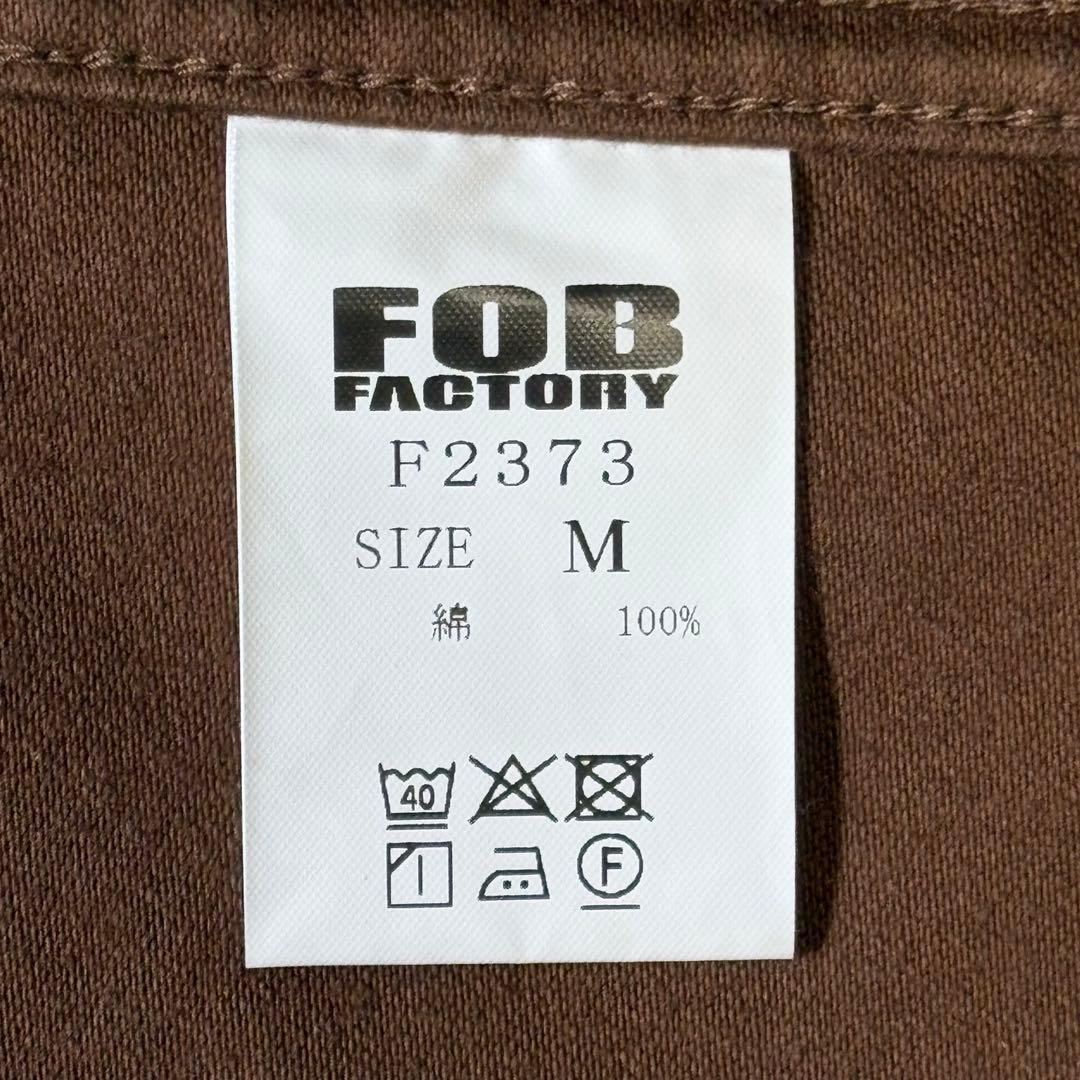 FOB
FACTORY
F2373
SIZE M
綿 100%
40
F